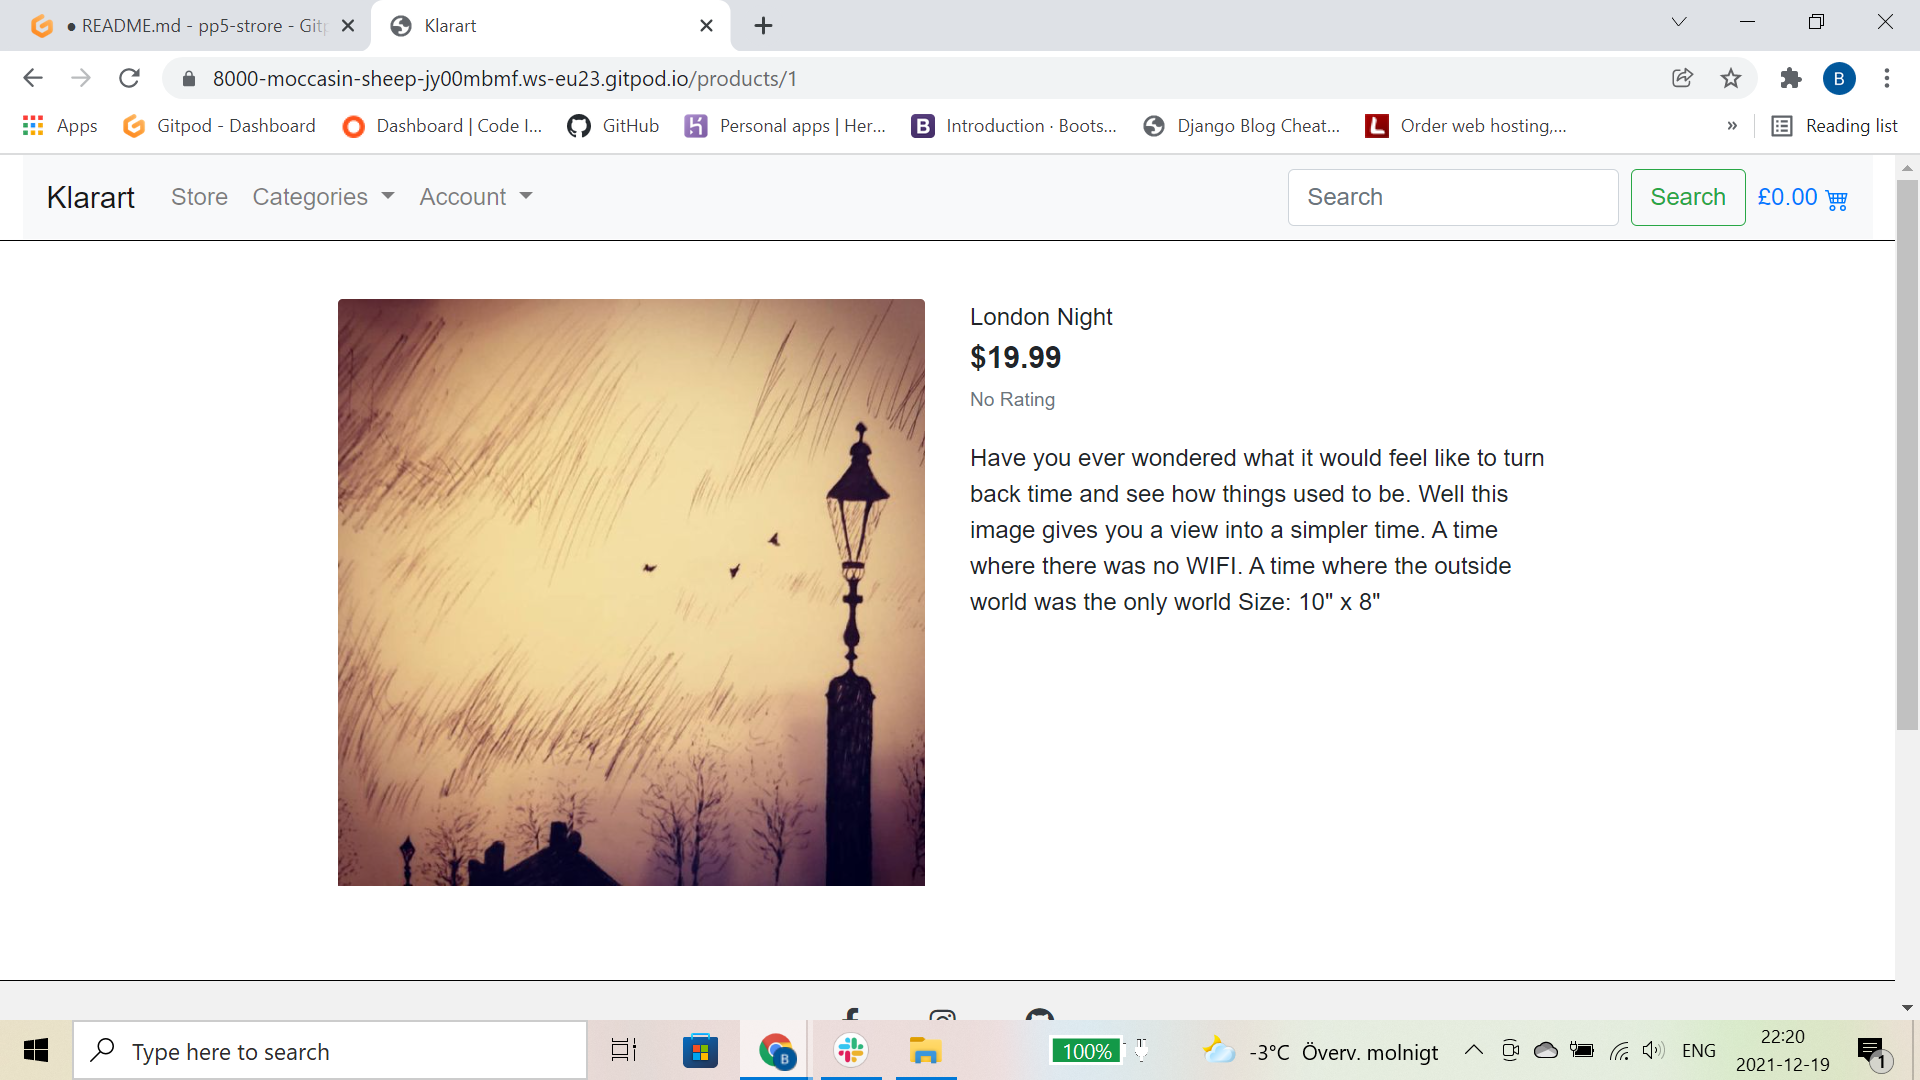 ● README.md - pp5-strore - Git
Klarart
8000-moccasin-sheep-jy00mbmf.ws-eu23.gitpod.io/products/1
B
Apps
Gitpod - Dashboard
Dashboard | Code I...
GitHub
Personal apps | Her...
B
Introduction · Boots...
Django Blog Cheat...
L
Order web hosting,...
»
Reading list
Klarart
Store
Categories
Account
Search
Search
£0.00
London Night
$19.99
No Rating
Have you ever wondered what it would feel like to turn
back time and see how things used to be. Well this
image gives you a view into a simpler time. A time
where there was no WIFI. A time where the outside
world was the only world Size: 10" x 8"
Type here to search
B
100%
-3°C Överv. molnigt
ENG
22:20
2021-12-19
1